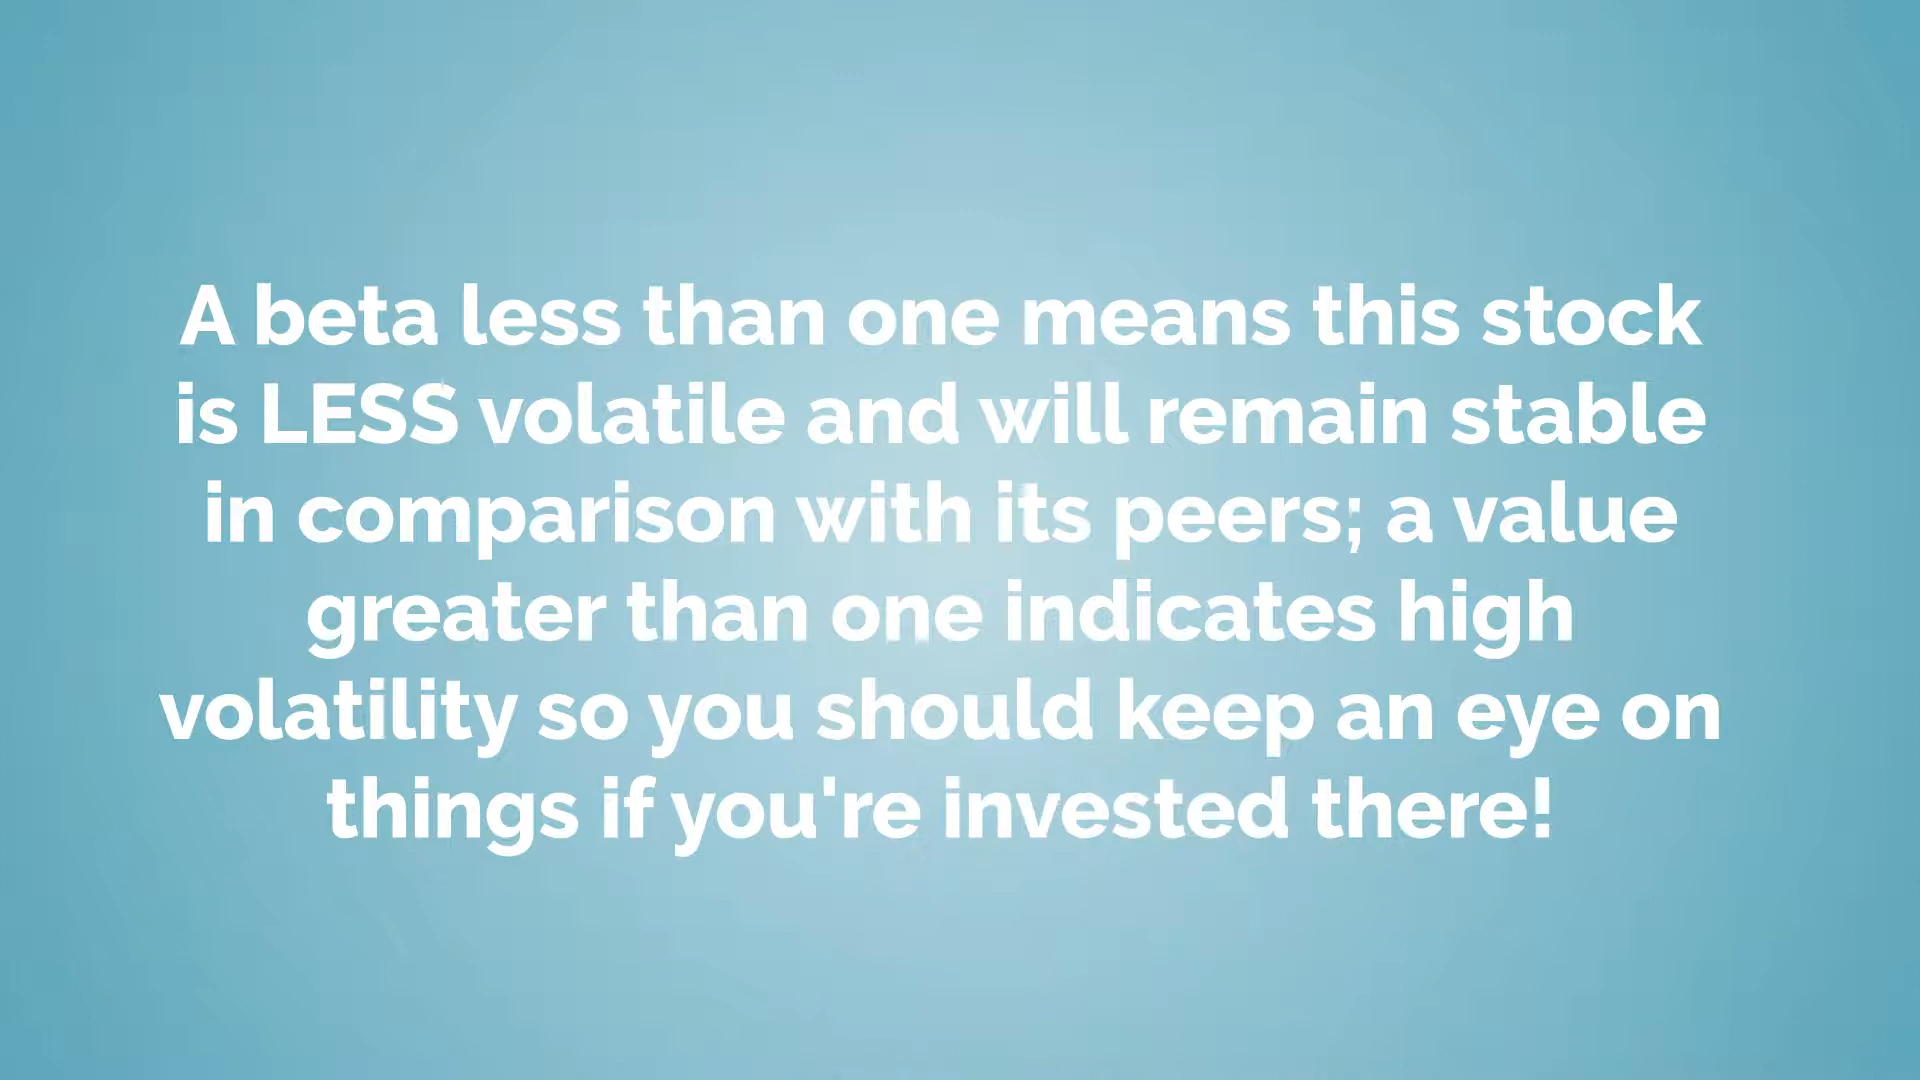 A beta less than one means this stock
is LESS volatile and will remain stable
in comparison with its peers; a value
greater than one indicates high
volatility so you should keep an eye on
things if you're invested there!